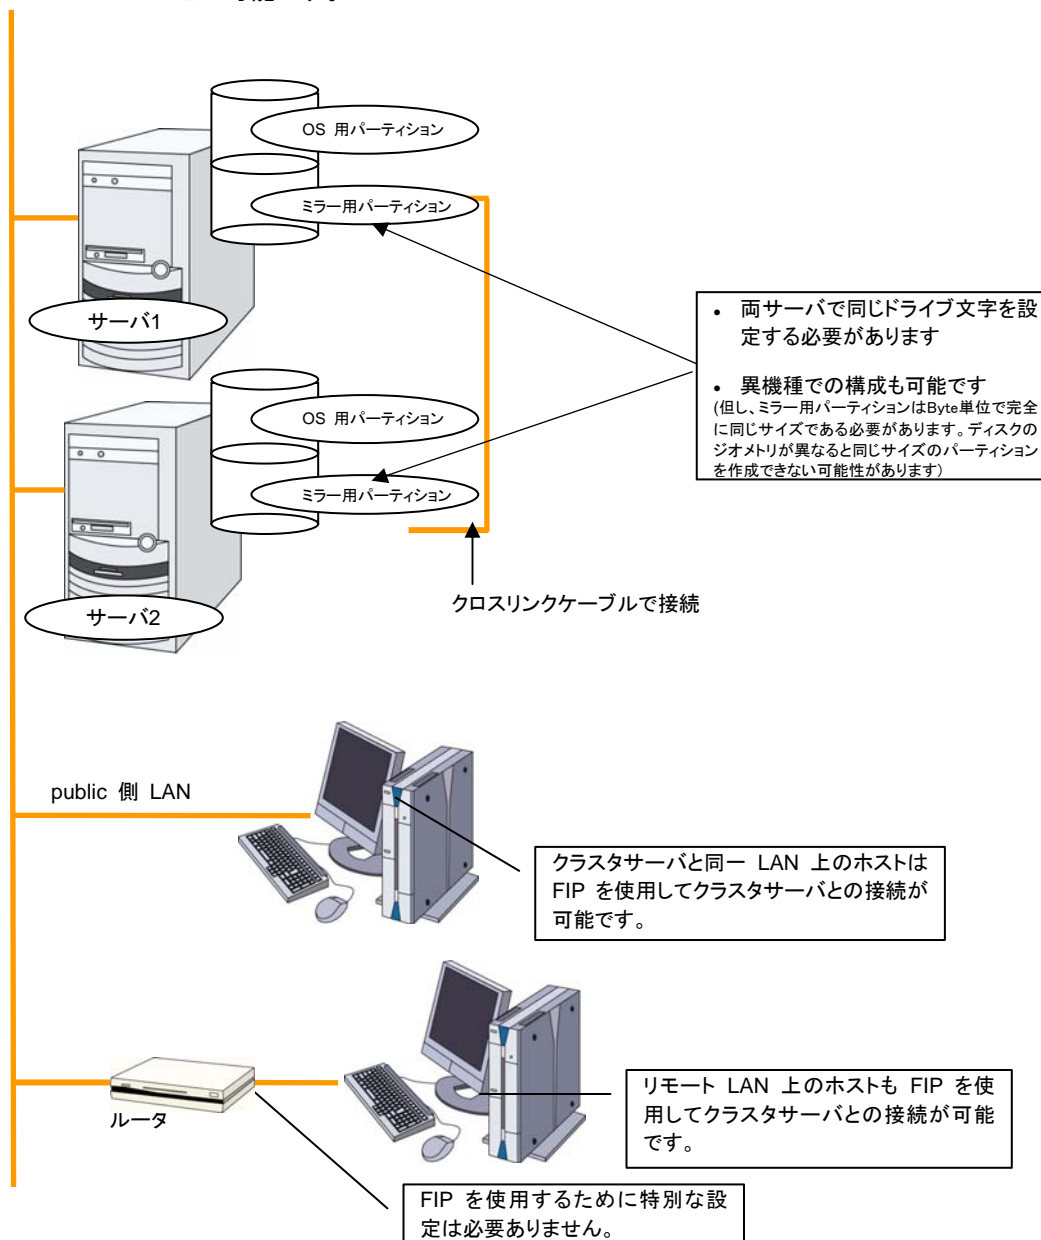 OS 用パーティション
ミラー用パーティション
サーバ1
• 両サーバで同じドライブ文字を設
定する必要があります
• 異機種での構成も可能です
(但し、ミラー用パーティションはByte単位で完全
に同じサイズである必要があります。ディスクの
ジオメトリが異なると同じサイズのパーティション
を作成できない可能性があります)
OS 用パーティション
ミラー用パーティション
クロスリンクケーブルで接続
サーバ2
public 側 LAN
クラスタサーバと同一 LAN 上のホストは
FIP を使用してクラスタサーバとの接続が
可能です。
ルータ
リモート LAN 上のホストも FIP を使
用してクラスタサーバとの接続が可能
です。
FIP を使用するために特別な設
定は必要ありません。